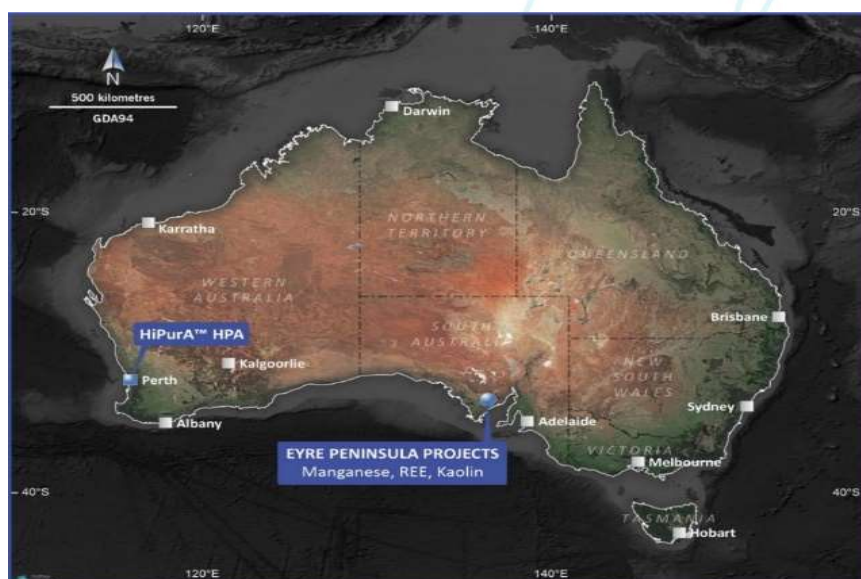 120°E
140°E
N
500 kilometres
GDA94
Darwin
20°S
20°S
Karratha
NORTHERN
TERRITORY
QUEENSLAND
WESTERN
AUSTRALIA
HiPurA™ HPA
SOUTH
AUSTRALIA
Brisbane
Kalgoorlie
Perth
NEW
SOUTH
WALES
Sydney
Albany
Adelaide
EYRE PENINSULA PROJECTS
Manganese, REE, Kaolin
VICTORIA
Melbourne
40°S
40°S
TASMANIA
Hobart
120°E
140°E